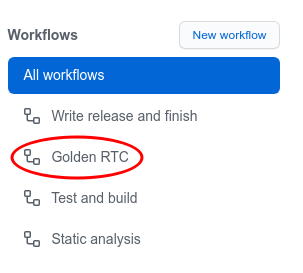 Workflows
New workflow
All workflows
Write release and finish
Golden RTC
Test and build
Static analysis